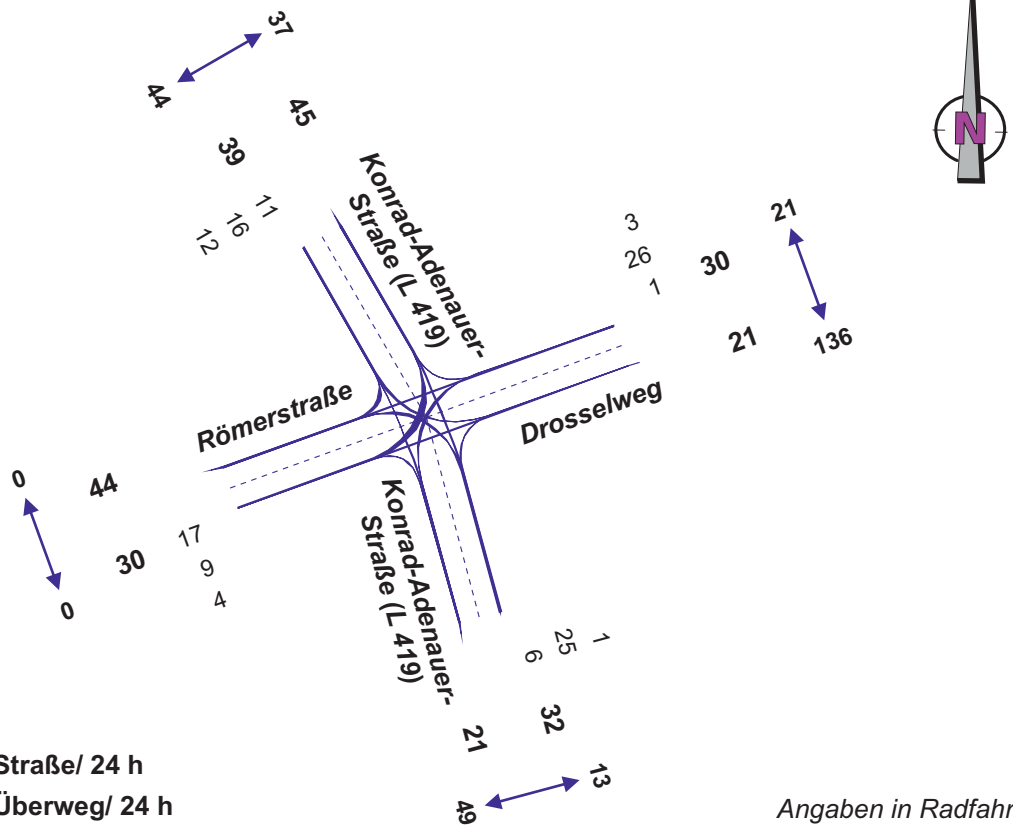 37
44
45
39
11
16
12
N
Konrad-Adenauer-
Straße (L 419)
3
26
1
30
21
21
136
Römerstraße
Drosselweg
0
44
17
30
9
4
0
Konrad-Adenauer-
Straße (L 419)
6
25
1
21
32
13
49
Straße/ 24 h
Überweg/ 24 h
Angaben in Radfahr